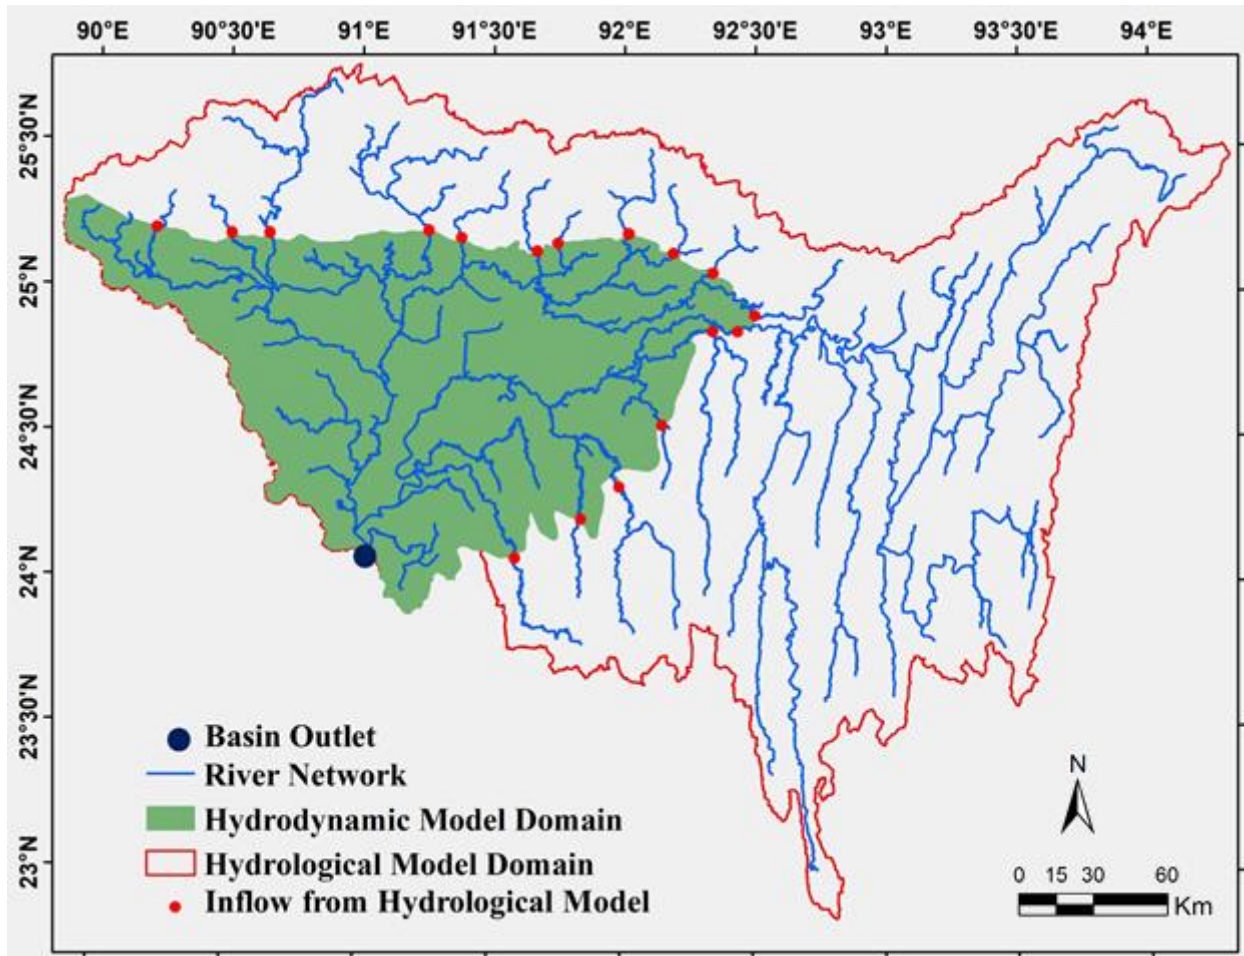 90°E 90°30'E 91°E 91°30'E 92°E 92°30'E 93°E 93°30'E 94°E
25°30'N
25°N
24°30'N
24°N
23°30'N
23°N
Basin Outlet
River Network
Hydrodynamic Model Domain
Hydrological Model Domain
Inflow from Hydrological Model
N
0 15 30 60
Km